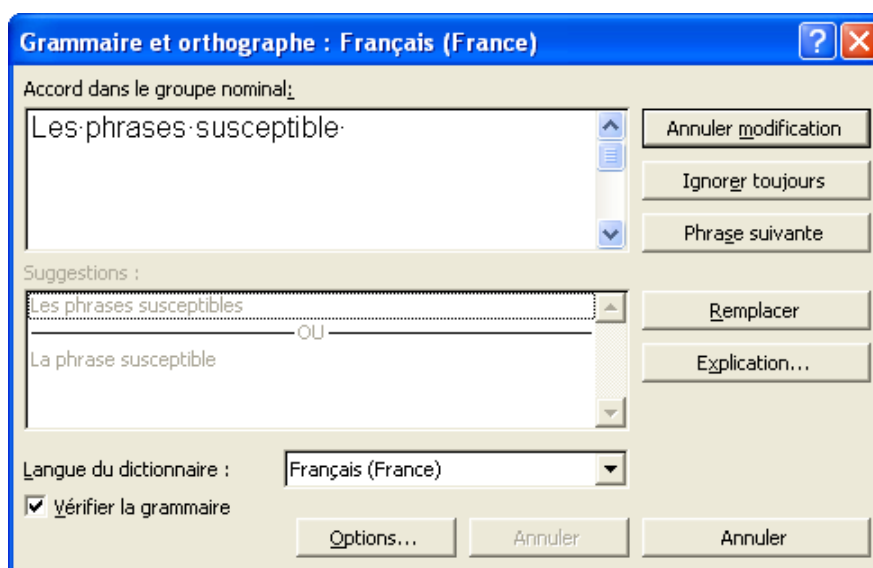 Grammaire et orthographe : Français (France)
Accord dans le groupe nominal:
Les·phrases·susceptible·
Annuler modification
Ignorer toujours
Phrase suivante
Suggestions :
Les phrases susceptibles
OU
La phrase susceptible
Remplacer
Explication...
Langue du dictionnaire :
Français (France)
Vérifier la grammaire
Options...
Annuler
Annuler